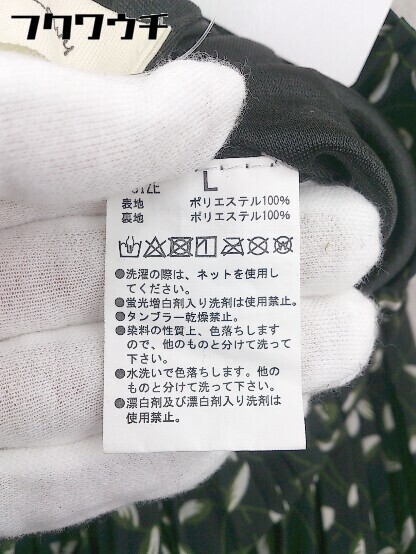 フクワウチ
SIZE L
表地 ポリエステル100%
裏地 ポリエステル100%
●洗濯の際は、ネットを使用し
てください。
●蛍光増白剤入り洗剤は使用禁止。
●タンブラー乾燥禁止。
●染料の性質上、色落ちします
ので、他のものと分けて洗って
下さい。
●水洗いで色落ちします。他の
ものと分けて洗って下さい。
●漂白剤及び漂白剤入り洗剤は
使用禁止。